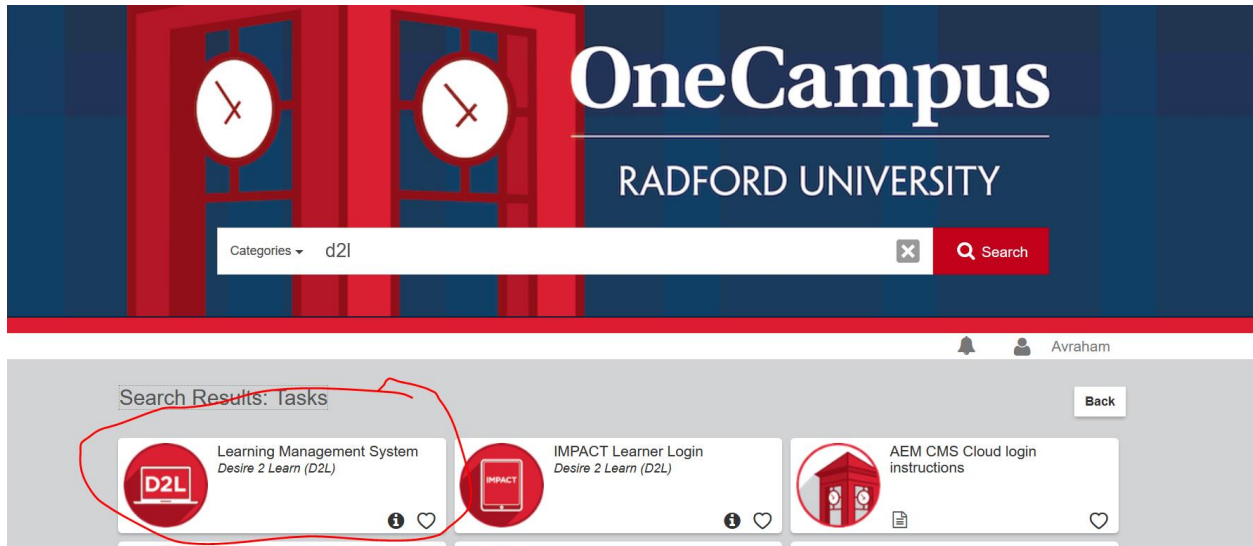 OneCampus
RADFORD UNIVERSITY
Categories d2l Search
Avraham
Search Results: Tasks Back
D2L
Learning Management System
Desire 2 Learn (D2L)
IMPACT
IMPACT Learner Login
Desire 2 Learn (D2L)
AEM CMS Cloud login
instructions